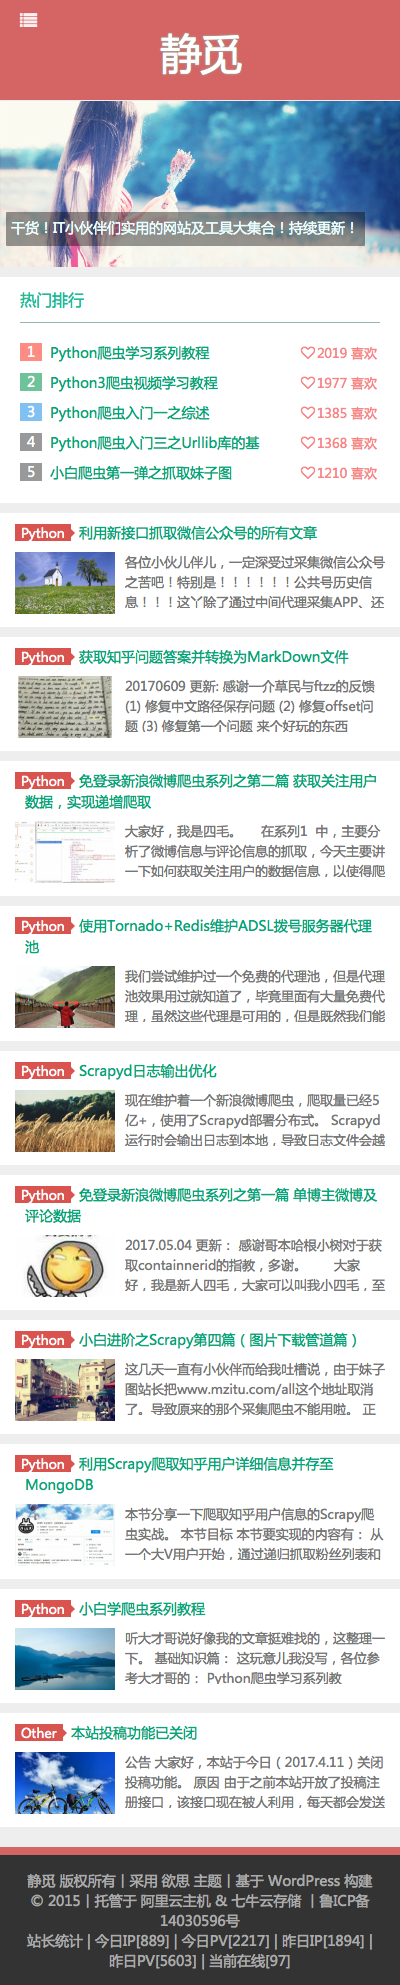 静觅
干货！IT小伙伴们实用的网站及工具大集合！持续更新！
热门排行
1 Python爬虫学习系列教程 2019 喜欢
2 Python3爬虫视频学习教程 1977 喜欢
3 Python爬虫入门一之综述 1385 喜欢
4 Python爬虫入门三之Urllib库的基 1368 喜欢
5 小白爬虫第一弹之抓取妹子图 1210 喜欢
Python 利用新接口抓取微信公众号的所有文章
各位小伙儿伴儿，一定深受过采集微信公众号
之苦吧！特别是！！！！！！公共号历史信
息！！！这丫除了通过中间代理采集APP、还
Python 获取知乎问题答案并转换为MarkDown文件
20170609 更新: 感谢一介草民与ftzz的反馈
(1) 修复中文路径保存问题 (2) 修复offset问
题 (3) 修复第一个问题 来个好玩的东西
Python 免登录新浪微博爬虫系列之第二篇 获取关注用户
数据，实现递增爬取
大家好，我是四毛。 在系列1 中，主要分
析了微博信息与评论信息的抓取，今天主要讲
一下如何获取关注用户的数据信息，以使得爬
Python 使用Tornado+Redis维护ADSL拨号服务器代理
池
我们尝试维护过一个免费的代理池，但是代理
池效果用过就知道了，毕竟里面有大量免费代
理，虽然这些代理是可用的，但是既然我们能
Python Scrapyd日志输出优化
现在维护着一个新浪微博爬虫，爬取量已经5
亿+，使用了Scrapyd部署分布式。 Scrapyd
运行时会输出日志到本地，导致日志文件会越
Python 免登录新浪微博爬虫系列之第一篇 单博主微博及
评论数据
2017.05.04 更新： 感谢哥本哈根小树对于获
取containnerid的指教，多谢。 大家
好，我是新人四毛，大家可以叫我小四毛，至
Python 小白进阶之Scrapy第四篇（图片下载管道篇）
这几天一直有小伙伴而给我吐槽说，由于妹子
图站长把www.mzitu.com/all这个地址取消
了。导致原来的那个采集爬虫不能用啦。 正
Python 利用Scrapy爬取知乎用户详细信息并存至
MongoDB
本节分享一下爬取知乎用户信息的Scrapy爬
虫实战。 本节目标 本节要实现的内容有： 从
一个大V用户开始，通过递归抓取粉丝列表和
Python 小白学爬虫系列教程
听大才哥说好像我的文章挺难找的，这整理一
下。 基础知识篇： 这玩意儿我没写，各位参
考大才哥的： Python爬虫学习系列教
Other 本站投稿功能已关闭
公告 大家好，本站于今日（2017.4.11）关闭
投稿功能。 原因 由于之前本站开放了投稿注
册接口，该接口现在被人利用，每天都会发送
静觅 版权所有丨采用 欲思 主题丨基于 WordPress 构建
© 2015丨托管于 阿里云主机 & 七牛云存储 丨鲁ICP备
14030596号
站长统计 | 今日IP[889] | 今日PV[2217] | 昨日IP[1894] |
昨日PV[5603] | 当前在线[97]